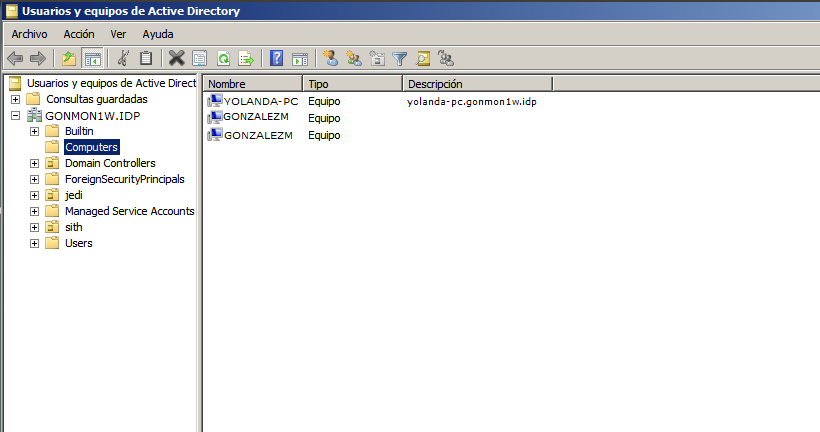 Usuarios y equipos de Active Directory
Archivo Acción Ver Ayuda
Usuarios y equipos de Active Direct
Consultas guardadas
GONMON1W.IDP
Builtin
Computers
Domain Controllers
ForeignSecurityPrincipals
jedi
Managed Service Accounts
sith
Users
Nombre Tipo Descripción
YOLANDA-PC Equipo yolanda-pc.gonmon1w.idp
GONZALEZM Equipo
GONZALEZM Equipo